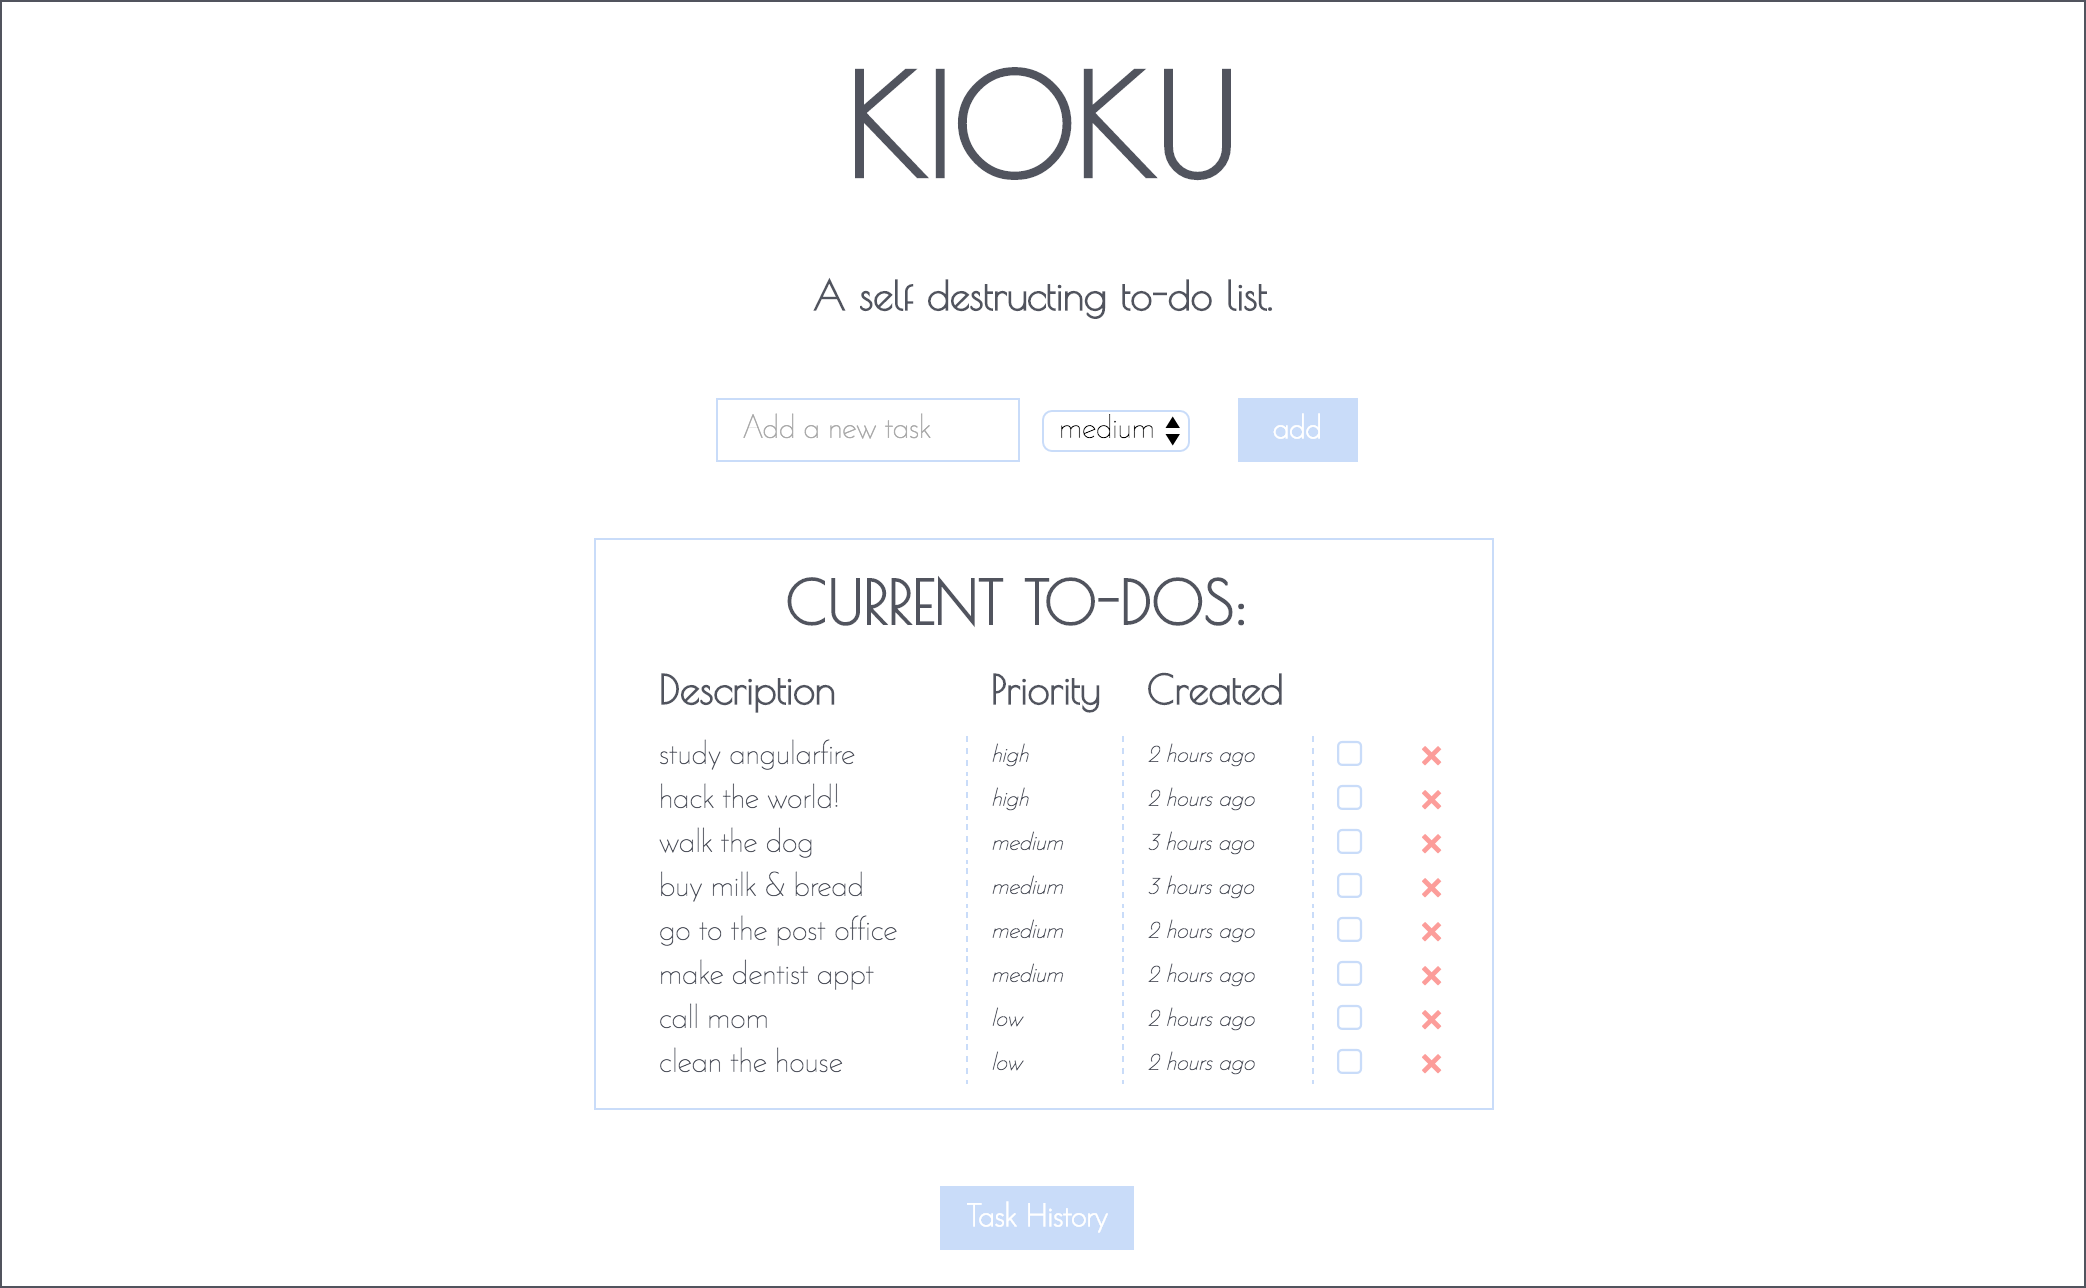 KIOKU
A self destructing to-do list.
Add a new task medium add
CURRENT TO-DOS:
Description Priority Created
study angularfire high 2 hours ago
hack the world! high 2 hours ago
walk the dog medium 3 hours ago
buy milk & bread medium 3 hours ago
go to the post office medium 2 hours ago
make dentist appt medium 2 hours ago
call mom low 2 hours ago
clean the house low 2 hours ago
Task History